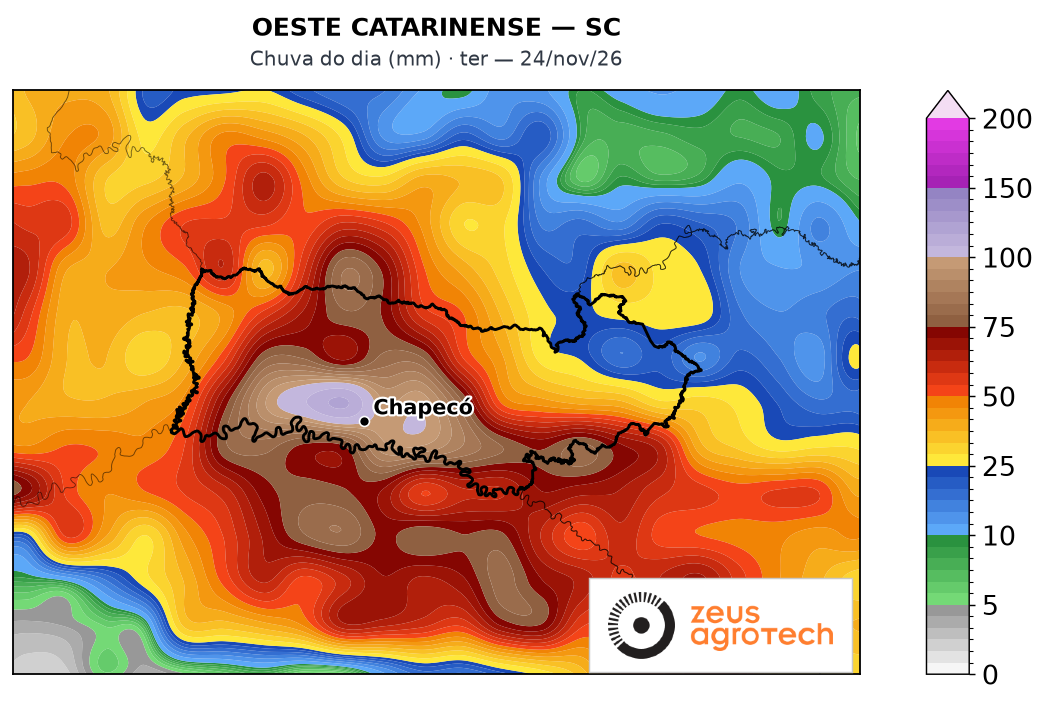 OESTE CATARINENSE — SC
Chuva do dia (mm) · ter — 24/nov/26
200
150
100
75
50
25
10
5
0
Chapecó
zeus
agrotech